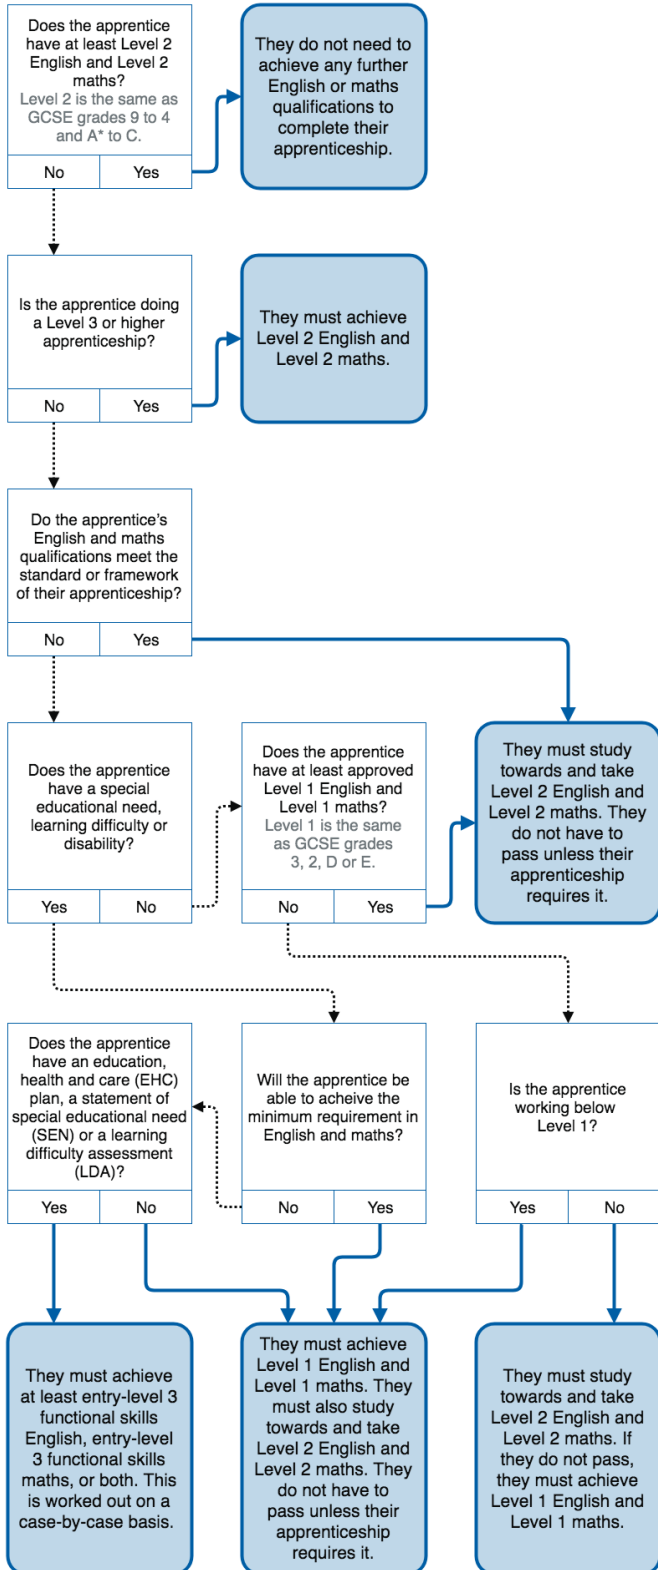 Does the apprentice
have at least Level 2
English and Level 2
maths?
Level 2 is the same as
GCSE grades 9 to 4
and A* to C.
No
Yes
They do not need to
achieve any further
English or maths
qualifications to
complete their
apprenticeship.
Is the apprentice doing
a Level 3 or higher
apprenticeship?
No
Yes
They must achieve
Level 2 English and
Level 2 maths.
Do the apprentice's
English and maths
qualifications meet the
standard or framework
of their apprenticeship?
No
Yes
Does the apprentice
have a special
educational need,
learning difficulty or
disability?
Yes
No
Does the apprentice
have at least approved
Level 1 English and
Level 1 maths?
Level 1 is the same
as GCSE grades
3, 2, D or E.
No
Yes
They must study
towards and take
Level 2 English and
Level 2 maths. They
do not have to
pass unless their
apprenticeship
requires it.
Does the apprentice
have an education,
health and care (EHC)
plan, a statement of
special educational need
(SEN) or a learning
difficulty assessment
(LDA)?
Yes
No
Will the apprentice be
able to acheive the
minimum requirement in
English and maths?
No
Yes
Is the apprentice
working below
Level 1?
Yes
No
They must achieve
at least entry-level 3
functional skills
English, entry-level
3 functional skills
maths, or both. This
is worked out on a
case-by-case basis.
They must achieve
Level 1 English and
Level 1 maths. They
must also study
towards and take
Level 2 English and
Level 2 maths. They
do not have to
pass unless their
apprenticeship
requires it.
They must study
towards and take
Level 2 English and
Level 2 maths. If
they do not pass,
they must achieve
Level 1 English and
Level 1 maths.